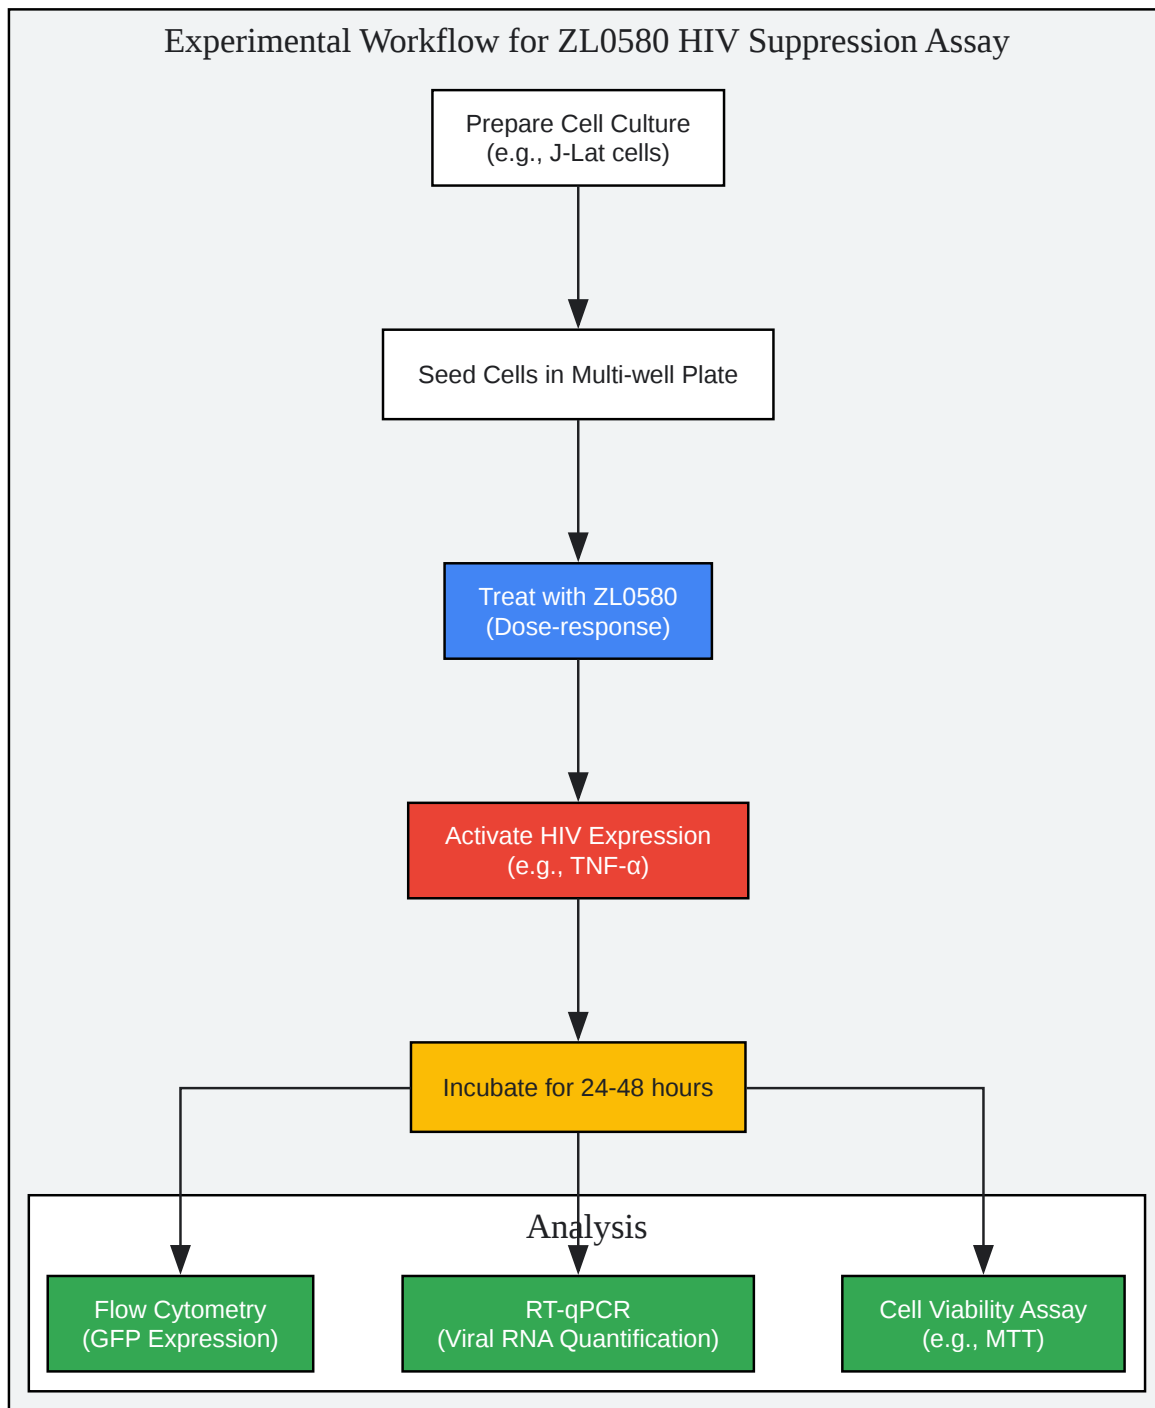 Experimental Workflow for ZL0580 HIV Suppression Assay
Prepare Cell Culture
(e.g., J-Lat cells)
Seed Cells in Multi-well Plate
Treat with ZL0580
(Dose-response)
Activate HIV Expression
(e.g., TNF-α)
Incubate for 24-48 hours
Analysis
Flow Cytometry
(GFP Expression)
RT-qPCR
(Viral RNA Quantification)
Cell Viability Assay
(e.g., MTT)